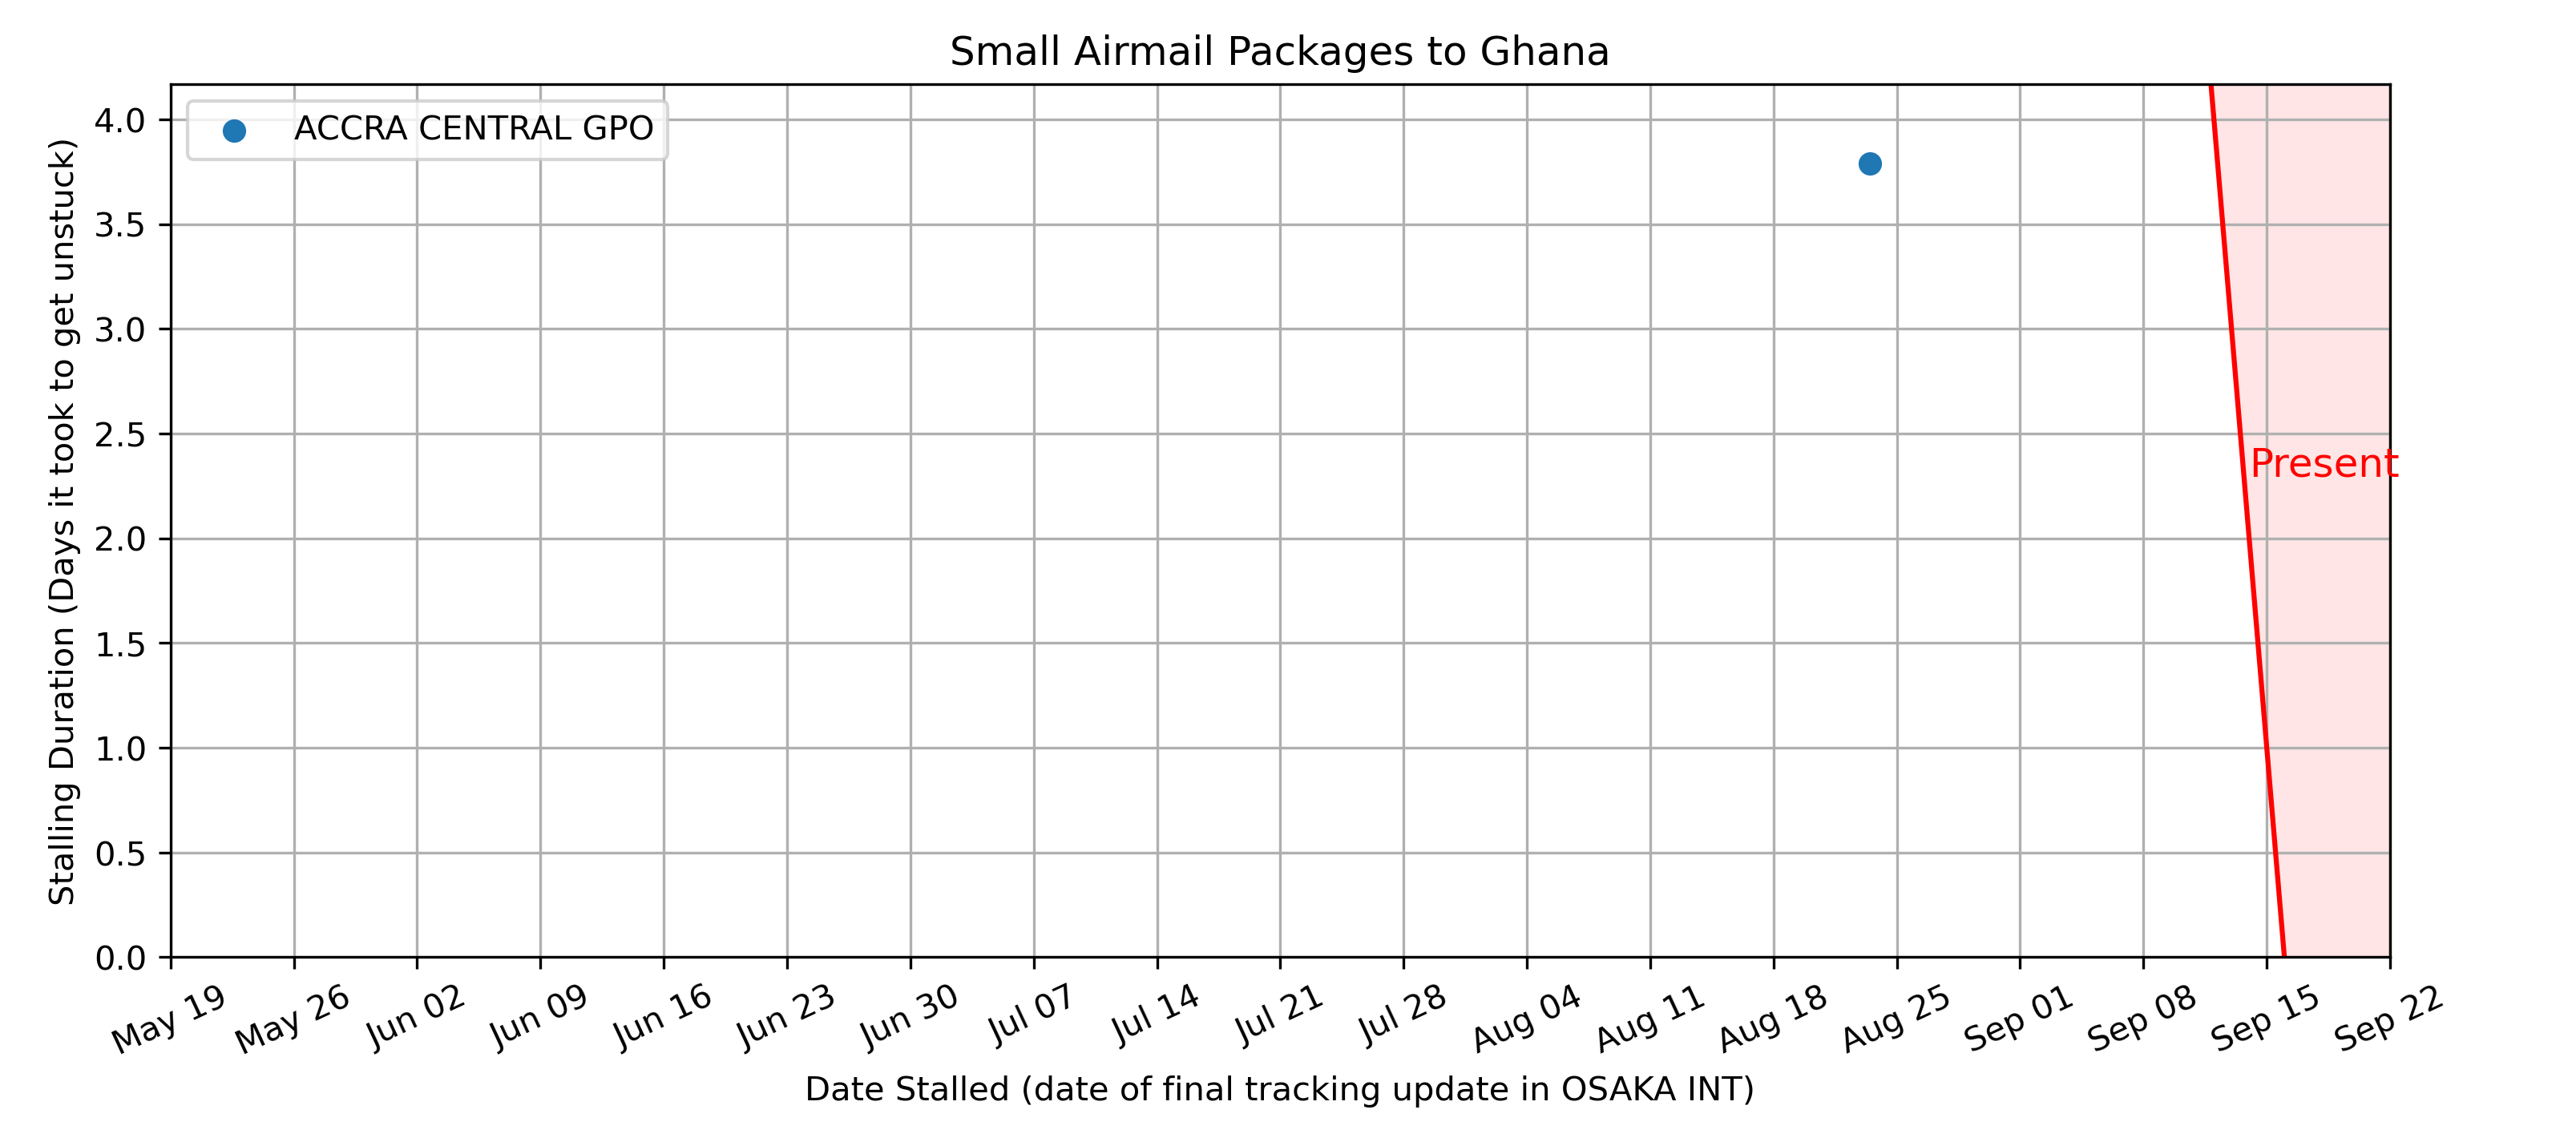 Small Airmail Packages to Ghana
ACCRA CENTRAL GPO
Stalling Duration (Days it took to get unstuck)
4.0
3.5
3.0
2.5
2.0
1.5
1.0
0.5
0.0
Present
May 19 May 26 Jun 02 Jun 09 Jun 16 Jun 23 Jun 30 Jul 07 Jul 14 Jul 21 Jul 28 Aug 04 Aug 11 Aug 18 Aug 25 Sep 01 Sep 08 Sep 15 Sep 22
Date Stalled (date of final tracking update in OSAKA INT)